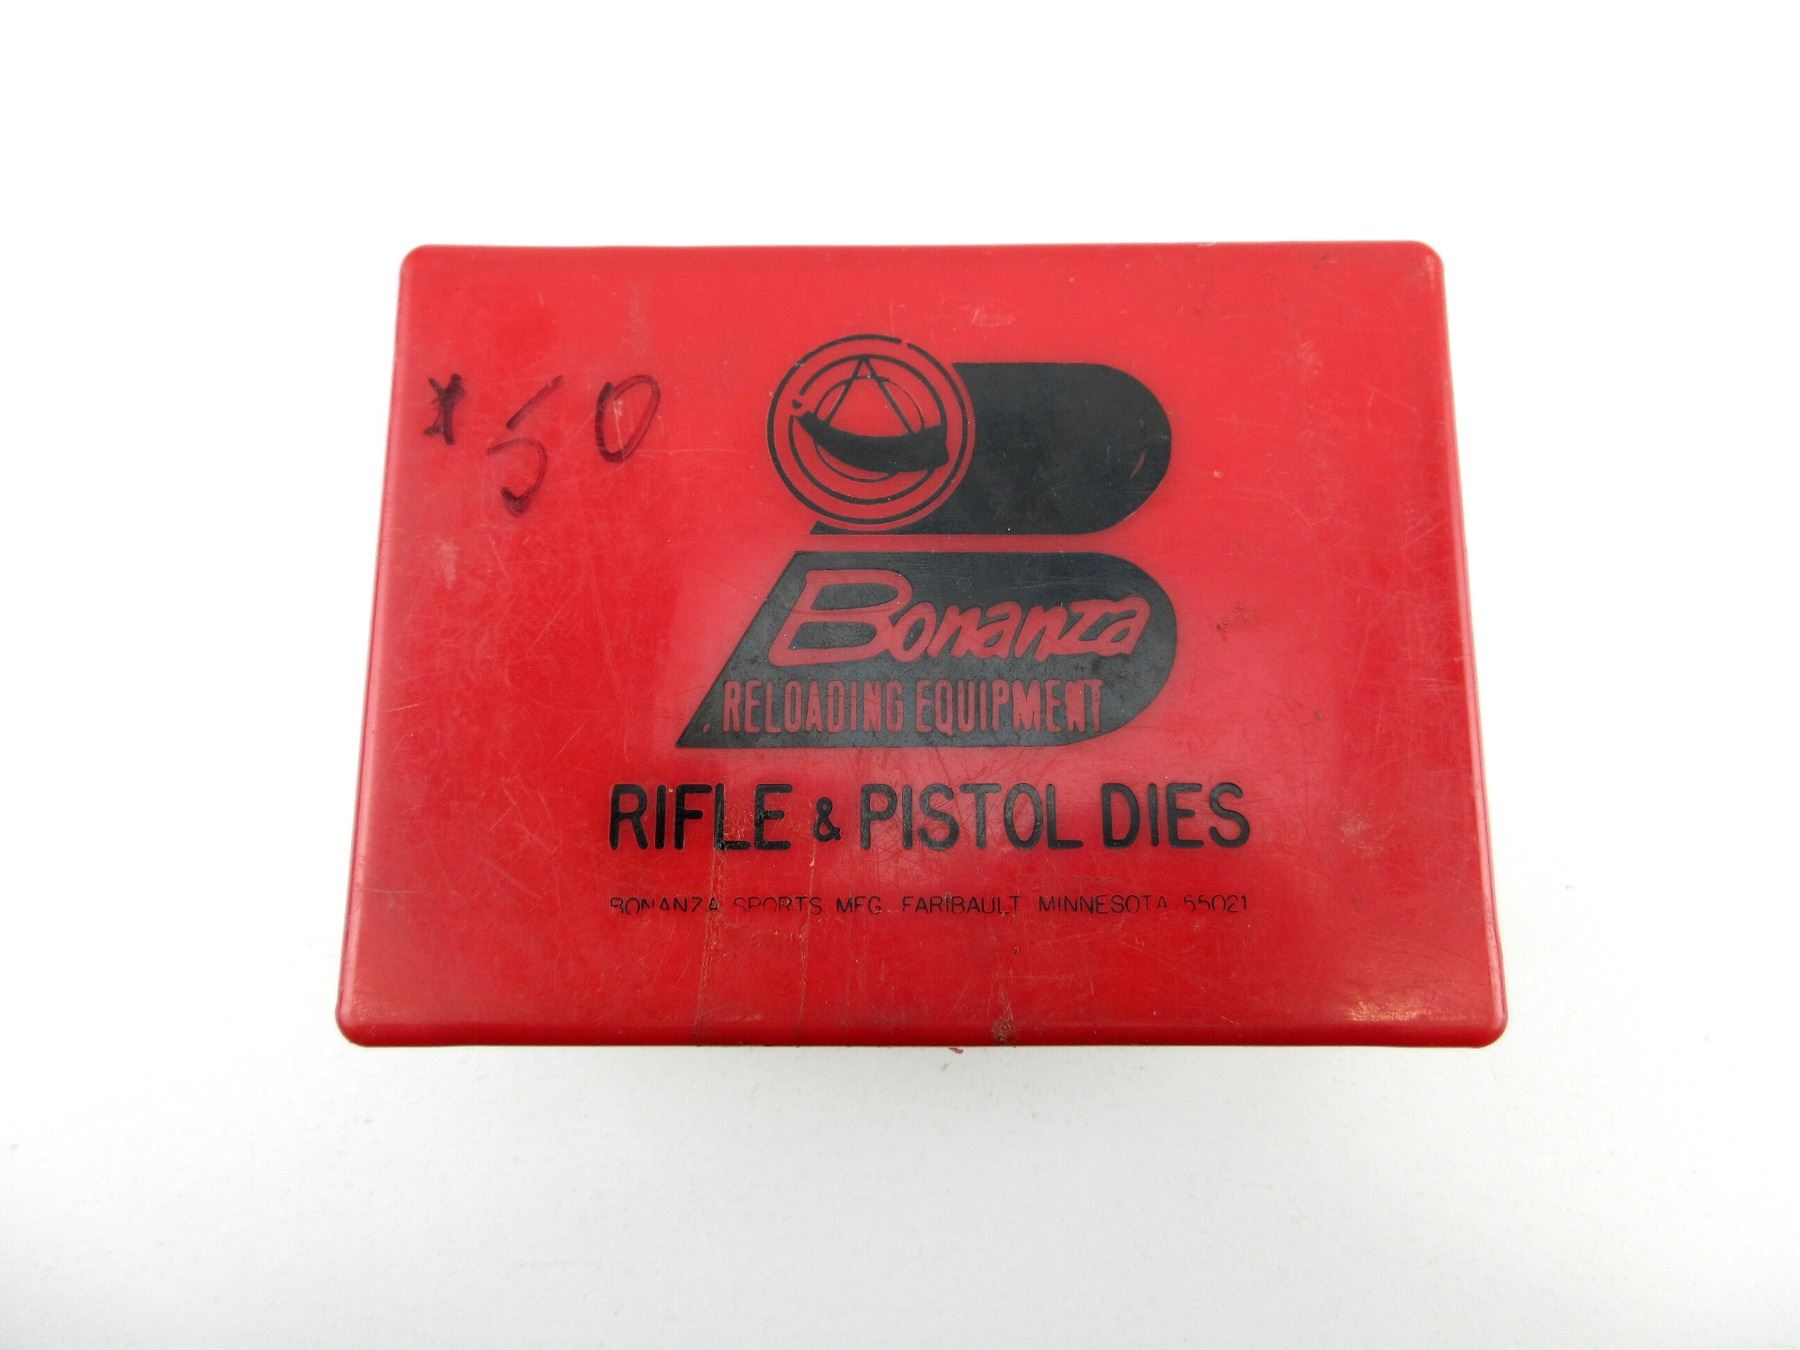 *50
Bonanza
RELOADING EQUIPMENT
RIFLE & PISTOL DIES
BONANZA SPORTS MFG. FARIBAULT, MINNESOTA 55021